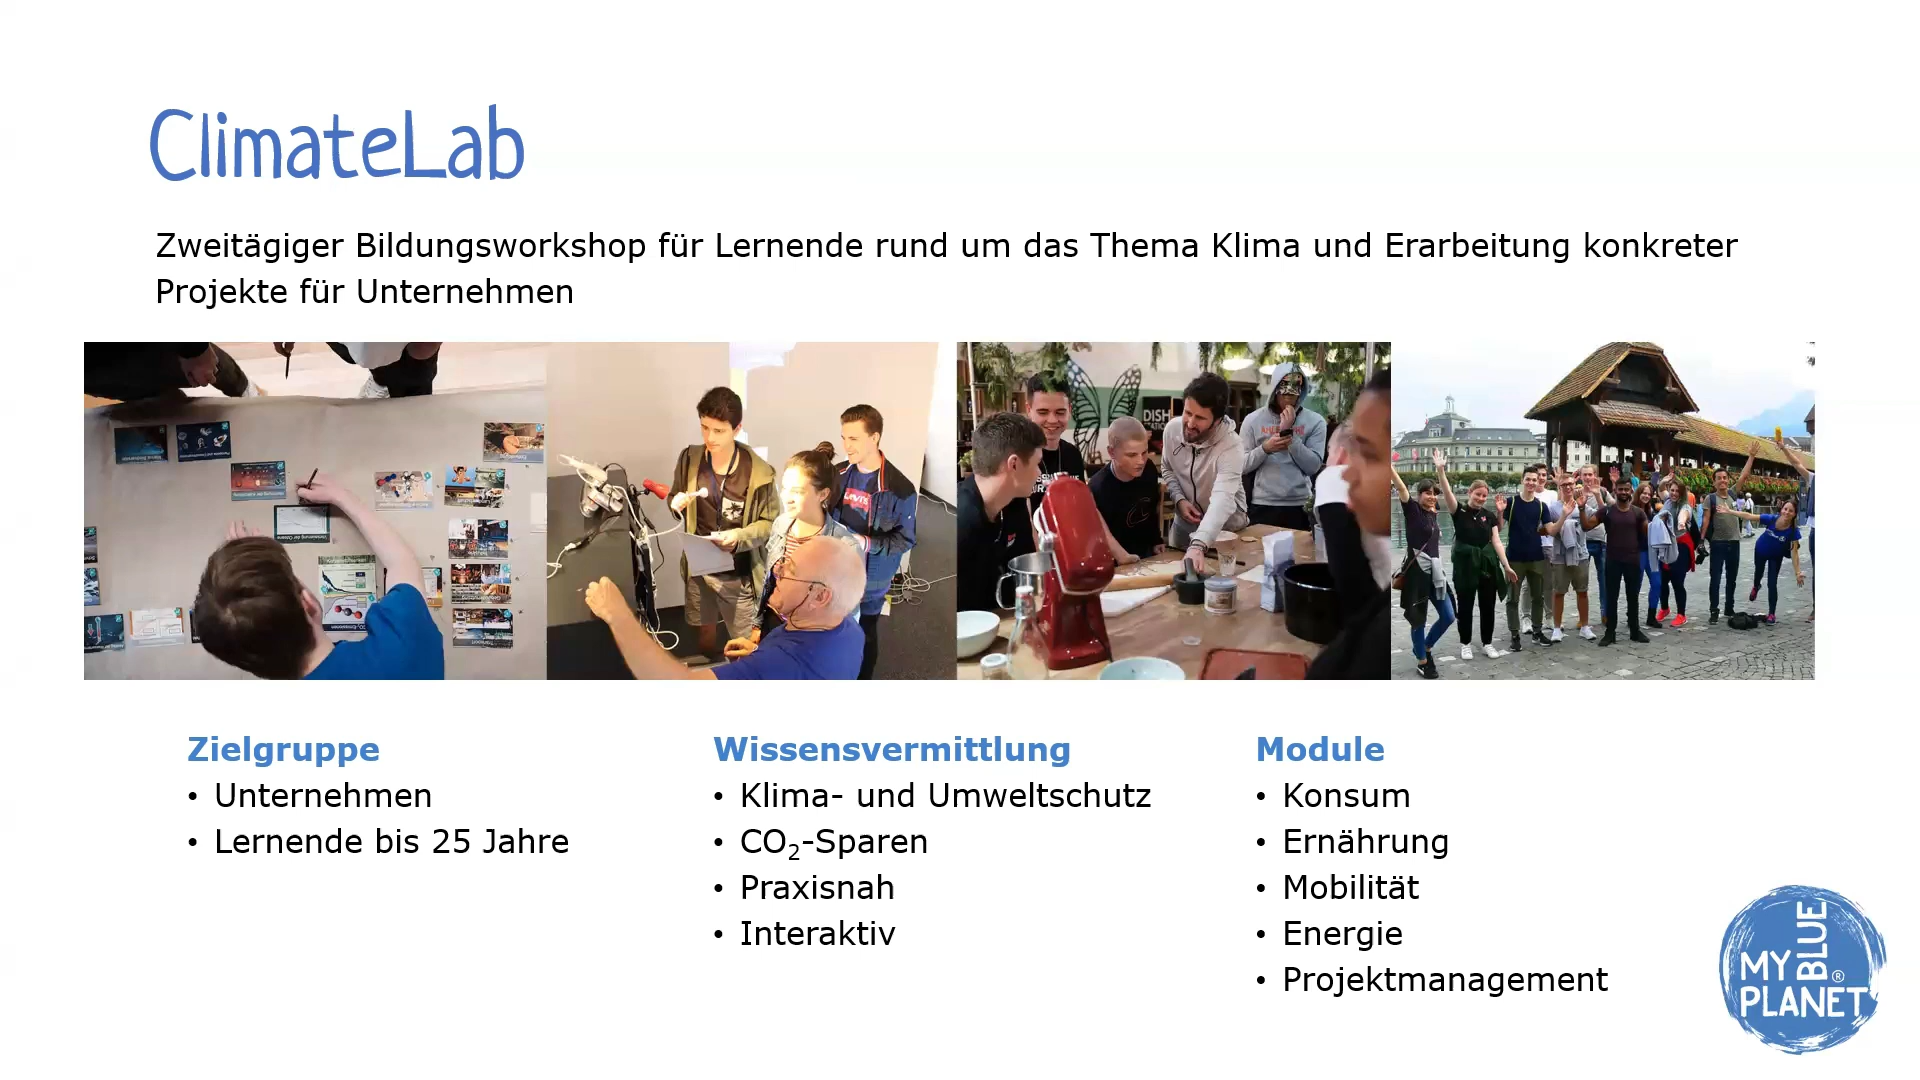 ClimateLab
Zweitägiger Bildungsworkshop für Lernende rund um das Thema Klima und Erarbeitung konkreter
Projekte für Unternehmen
DISH
Zielgruppe
• Unternehmen
• Lernende bis 25 Jahre
Wissensvermittlung
• Klima- und Umweltschutz
• CO₂-Sparen
• Praxisnah
• Interaktiv
Module
• Konsum
• Ernährung
• Mobilität
• Energie
• Projektmanagement
MY BLUE
PLANET®